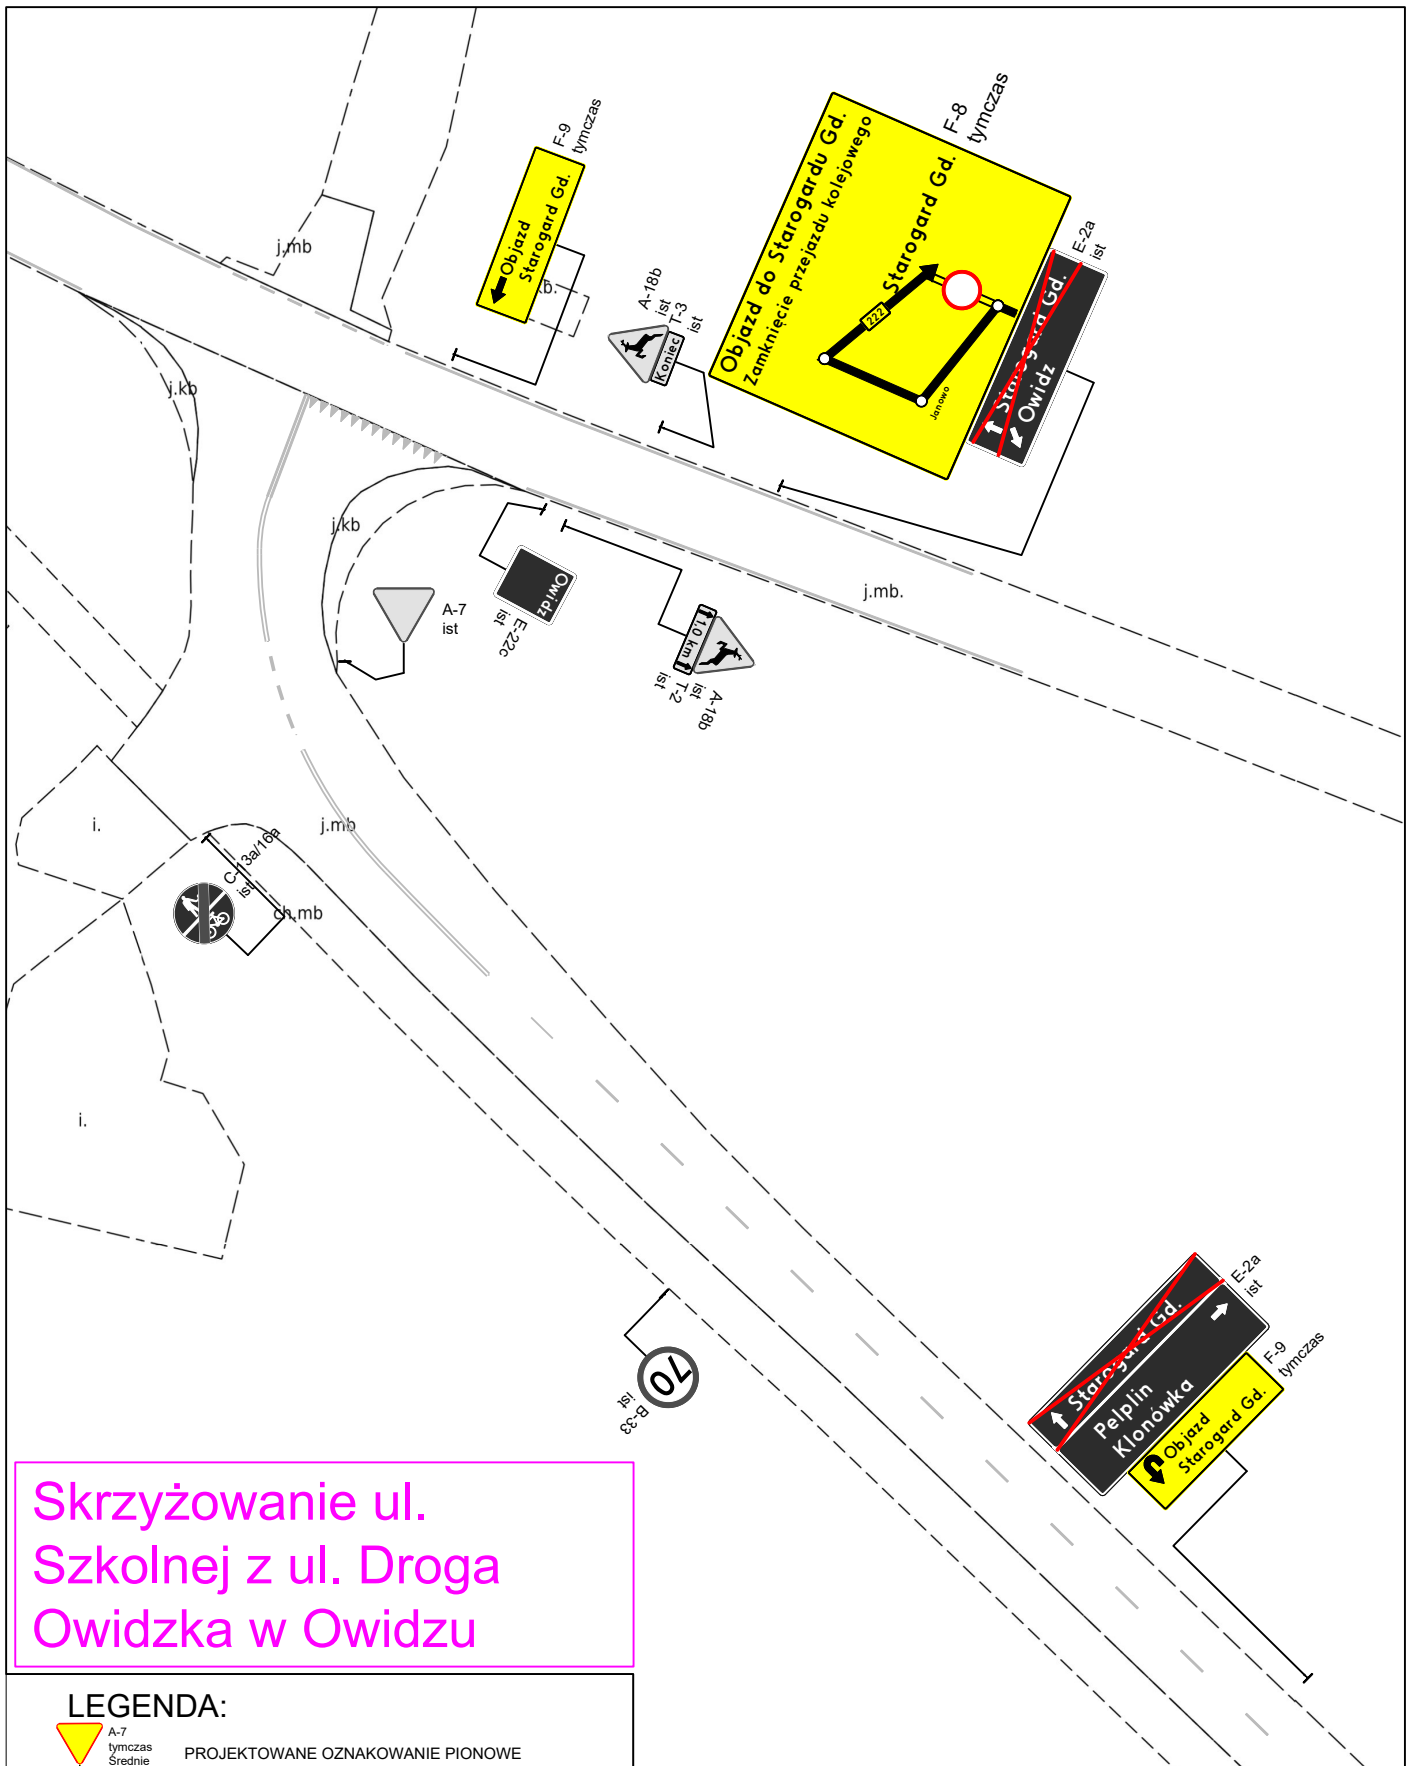 F-9
tymczas
Objazd
Starogard Gd.
j.mb
A-18b
ist
T-3
ist
Koniec
F-8
tymczas
Objazd do Starogardu Gd.
Zamknięcie przejazdu kolejowego
Starogard Gd.
222
Janowo
E-2a
ist
Starogard Gd.
Owidz
j.kb
j.kb
Owidz
E-22c
ist
A-7
ist
1,0 km
A-18b
ist
T-2
ist
j.mb.
i.
j.mb
C-13a/16a
ist
ch.mb
i.
70
B-33
ist
E-2a
ist
Starogard Gd.
Pelplin
Klonówka
F-9
tymczas
Objazd
Starogard Gd.
Skrzyżowanie ul.
Szkolnej z ul. Droga
Owidzka w Owidzu
LEGENDA:
A-7
tymczas
Średnie
PROJEKTOWANE OZNAKOWANIE PIONOWE